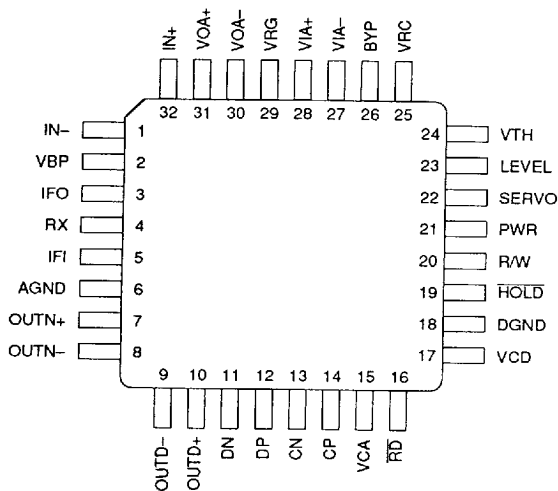 IN+ VOA+ VOA– VRG VIA+ VIA– BYP VRC
32 31 30 29 28 27 26 25
IN– 1 24 VTH
VBP 2 23 LEVEL
IFO 3 22 SERVO
RX 4 21 PWR
IFI 5 20 R/W
AGND 6 19 H̅O̅L̅D̅
OUTN+ 7 18 DGND
OUTN– 8 17 VCD
9 10 11 12 13 14 15 16
OUTD– OUTD+ DN DP CN CP VCA R̅D̅